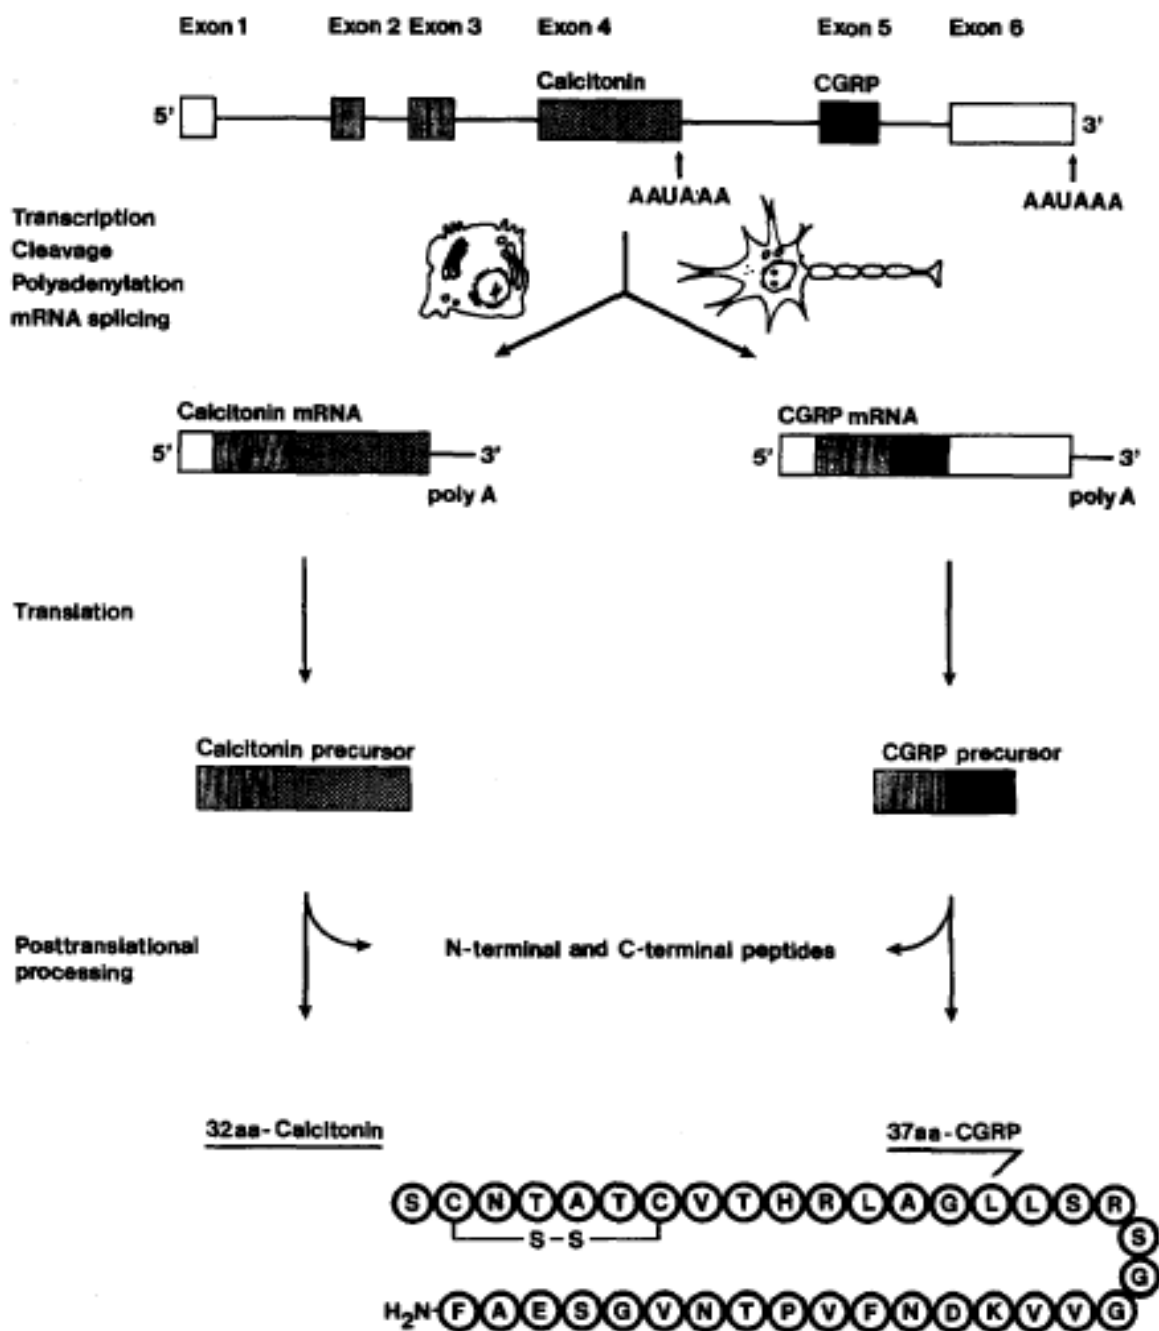 Exon 1 Exon 2 Exon 3 Exon 4 Exon 5 Exon 6
Calcitonin CGRP
5' 3'
AAUAAA AAUAAA
Transcription
Cleavage
Polyadenylation
mRNA splicing
Calcitonin mRNA CGRP mRNA
5' 3' 5' 3'
poly A poly A
Translation
Calcitonin precursor CGRP precursor
Posttranslational
processing
N-terminal and C-terminal peptides
32aa-Calcitonin 37aa-CGRP
S C N T A T C V T H R L A G L L S R
S-S
S
G
H2N-F A E S G V N T P V F N D K V V G